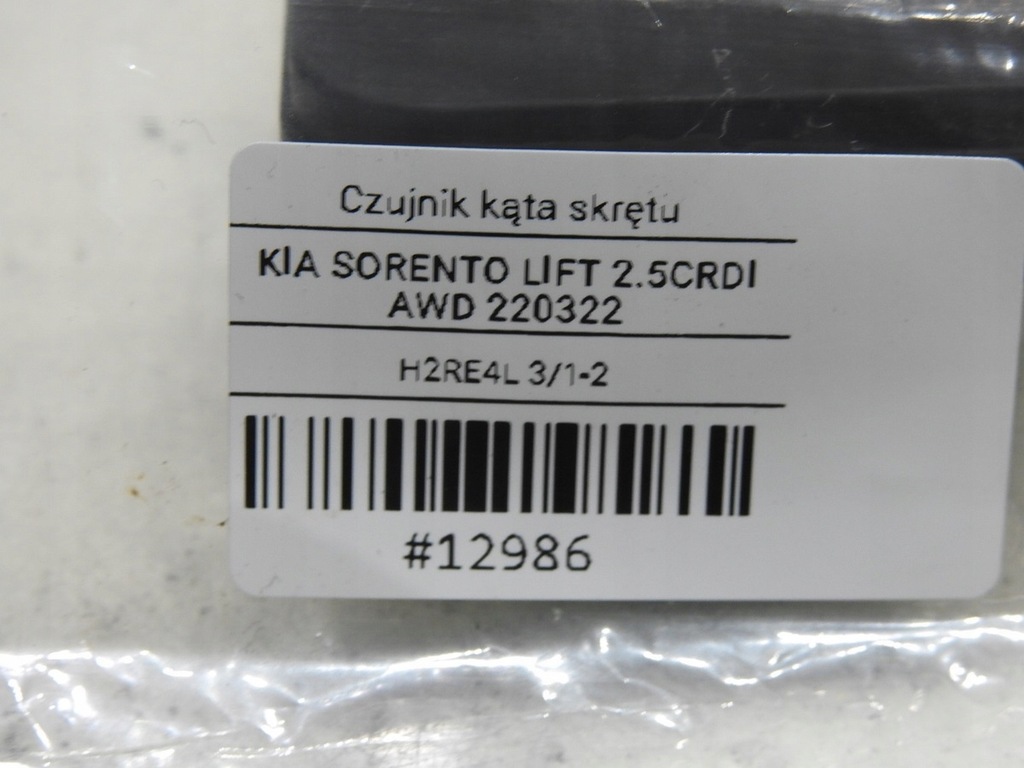 Czujnik kąta skrętu
KIA SORENTO LIFT 2.5CRDI
AWD 220322
H2RE4L 3/1-2
#12986